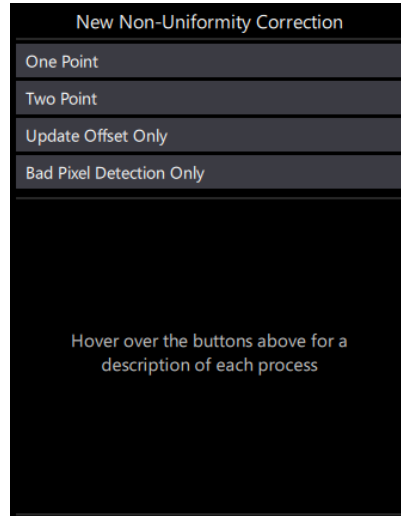 New Non-Uniformity Correction
One Point
Two Point
Update Offset Only
Bad Pixel Detection Only
Hover over the buttons above for a
description of each process